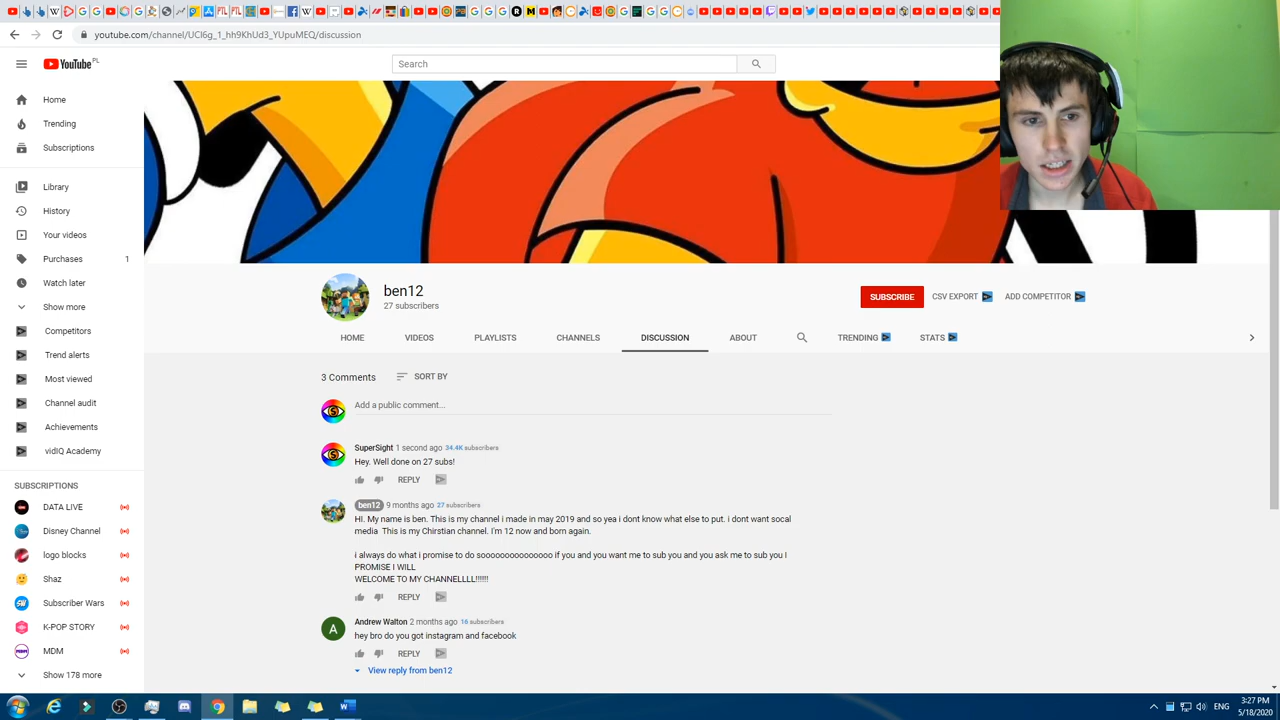 youtube.com/channel/UCl6g_1_hh9KhUd3_YUpuMEQ/discussion
YouTube PL
Search
Home
Trending
Subscriptions
Library
History
Your videos
Purchases 1
Watch later
Show more
Competitors
Trend alerts
Most viewed
Channel audit
Achievements
vidIQ Academy
SUBSCRIPTIONS
DATA LIVE
Disney Channel
logo blocks
Shaz
Subscriber Wars
K-POP STORY
MDM
Show 178 more
ben12
27 subscribers
SUBSCRIBE CSV EXPORT ADD COMPETITOR
HOME VIDEOS PLAYLISTS CHANNELS DISCUSSION ABOUT TRENDING STATS
3 Comments SORT BY
Add a public comment...
SuperSight 1 second ago 34.4K subscribers
Hey. Well done on 27 subs!
REPLY
ben12 9 months ago 27 subscribers
HI. My name is ben. This is my channel i made in may 2019 and so yea i dont know what else to put. i dont want socal
media This is my Chirstian channel. I'm 12 now and born again.
i always do what i promise to do sooooooooooooooo if you and you want me to sub you and you ask me to sub you I
PROMISE I WILL
WELCOME TO MY CHANNELLLL!!!!!!!
REPLY
A
Andrew Walton 2 months ago 16 subscribers
hey bro do you got instagram and facebook
REPLY
View reply from ben12
ENG
3:27 PM
5/18/2020